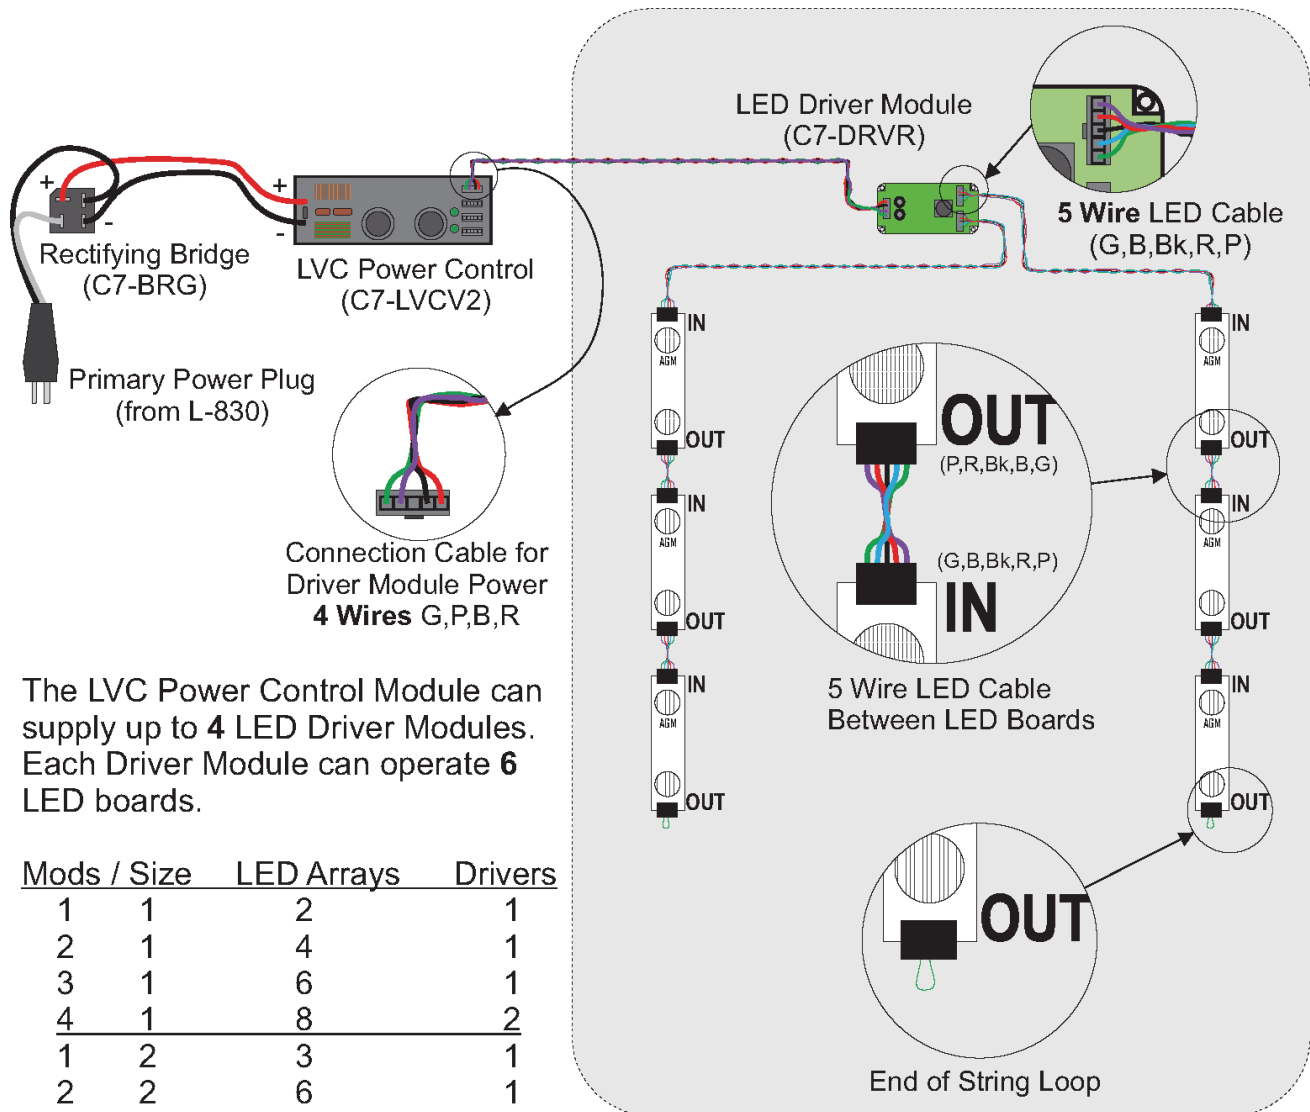 LED Driver Module
(C7-DRVR)
5 Wire LED Cable
(G,B,Bk,R,P)
+
-
Rectifying Bridge
(C7-BRG)
+
-
LVC Power Control
(C7-LVCV2)
Primary Power Plug
(from L-830)
Connection Cable for
Driver Module Power
4 Wires G,P,B,R
IN
AGM
OUT
IN
AGM
OUT
IN
AGM
OUT
IN
AGM
OUT
IN
AGM
OUT
IN
AGM
OUT
OUT
(P,R,Bk,B,G)
(G,B,Bk,R,P)
IN
5 Wire LED Cable
Between LED Boards
OUT
End of String Loop
The LVC Power Control Module can
supply up to 4 LED Driver Modules.
Each Driver Module can operate 6
LED boards.
Mods / Size LED Arrays Drivers
1 1 2 1
2 1 4 1
3 1 6 1
4 1 8 2
1 2 3 1
2 2 6 1